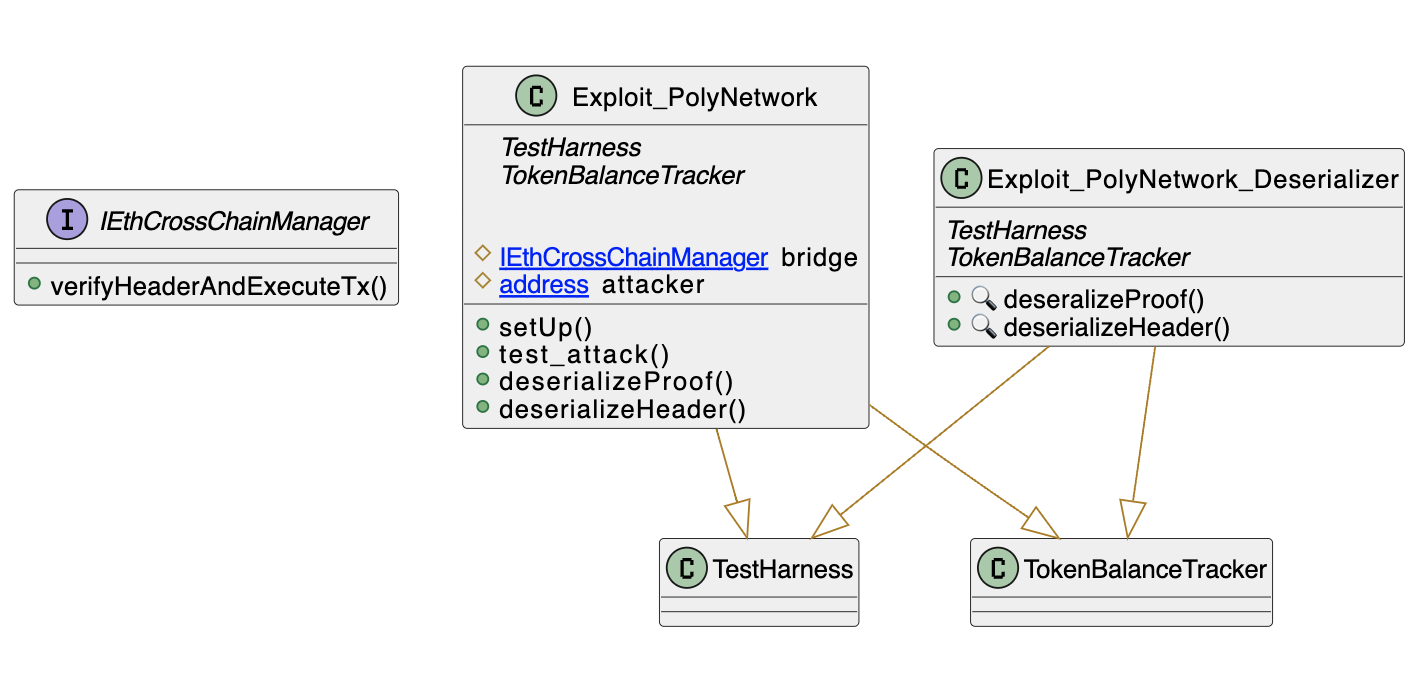 I IEthCrossChainManager
verifyHeaderAndExecuteTx()
C Exploit_PolyNetwork
TestHarness
TokenBalanceTracker
IEthCrossChainManager bridge
address attacker
setUp()
test_attack()
deserializeProof()
deserializeHeader()
C Exploit_PolyNetwork_Deserializer
TestHarness
TokenBalanceTracker
deseralizeProof()
deserializeHeader()
C TestHarness
C TokenBalanceTracker